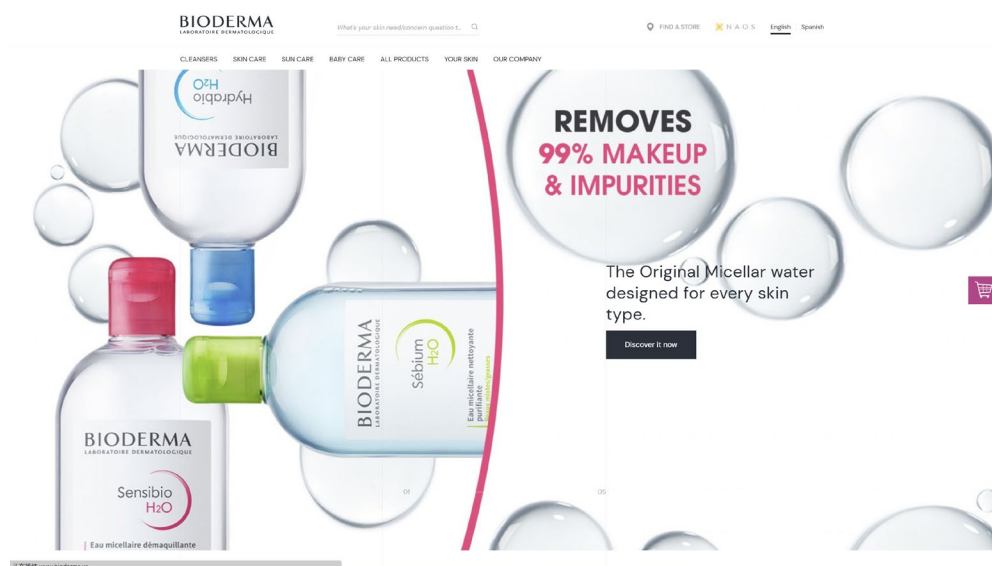 BIODERMA
LABORATOIRE DERMATOLOGIQUE
What's your skin need/concern question t..
FIND A STORE
NAOS
English
Spanish
CLEANSERS
SKIN CARE
SUN CARE
BABY CARE
ALL PRODUCTS
YOUR SKIN
OUR COMPANY
BIODERMA
LABORATOIRE DERMATOLOGIQUE
Hydrabio
H2O
REMOVES
99% MAKEUP
& IMPURITIES
The Original Micellar water
designed for every skin
type.
Discover it now
BIODERMA
LABORATOIRE DERMATOLOGIQUE
Sébium
H2O
Eau micellaire nettoyante
purifiante
BIODERMA
LABORATOIRE DERMATOLOGIQUE
Sensibio
H2O
Eau micellaire démaquillante
01
05